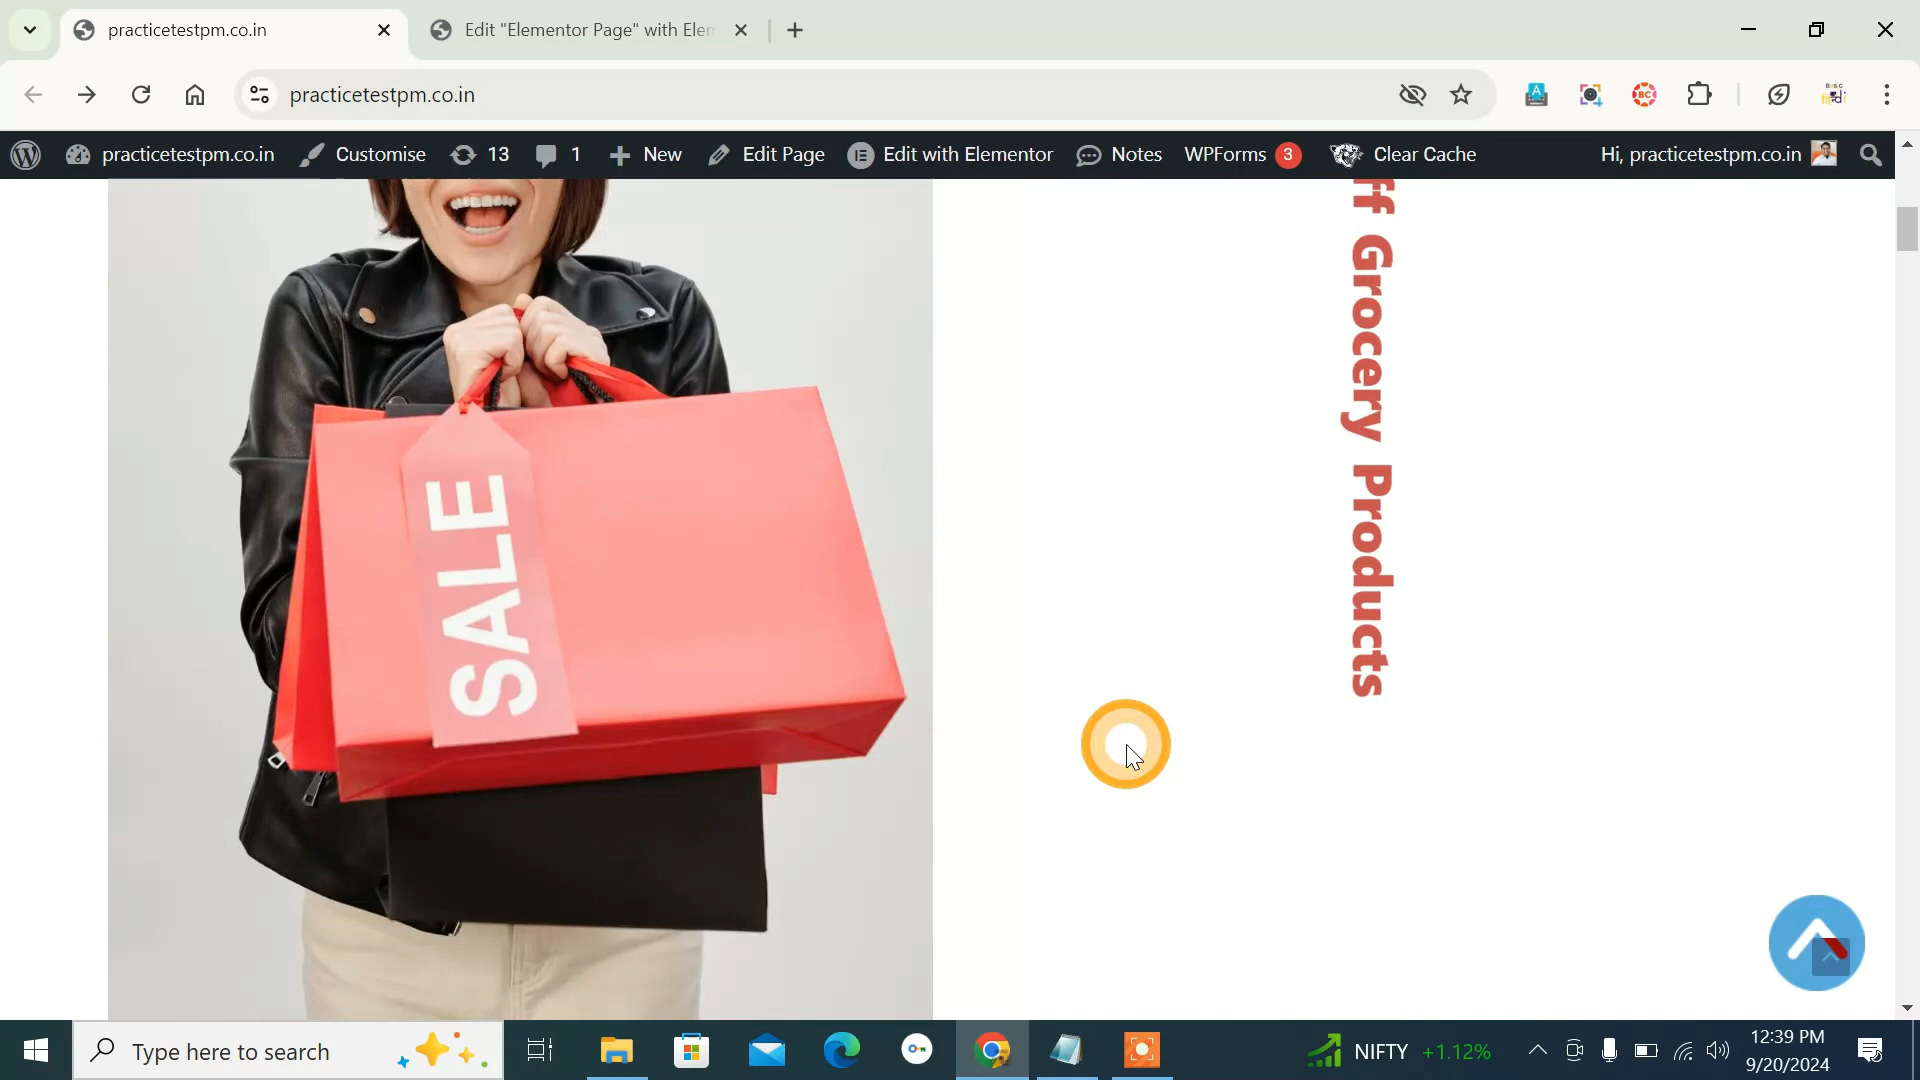 practicetestpm.co.in
Edit "Elementor Page" with Elem
practicetestpm.co.in
practicetestpm.co.in Customise 13 1 New Edit Page Edit with Elementor Notes WPForms 3 Clear Cache Hi, practicetestpm.co.in
ff Grocery Products
SALE
Type here to search
NIFTY +1.12%
12:39 PM
9/20/2024